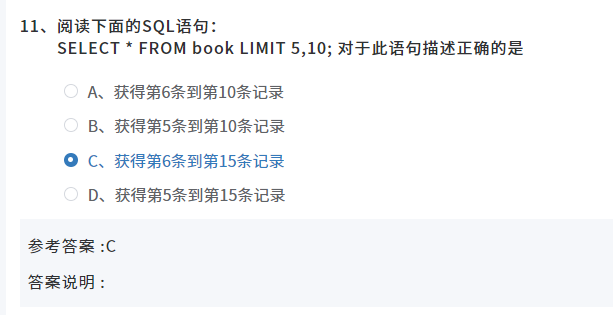 11、阅读下面的SQL语句：
SELECT * FROM book LIMIT 5,10; 对于此语句描述正确的是
A、获得第6条到第10条记录
B、获得第5条到第10条记录
C、获得第6条到第15条记录
D、获得第5条到第15条记录
参考答案 :C
答案说明 :